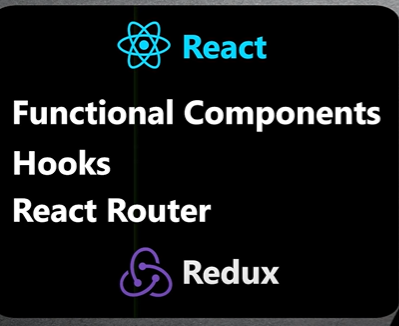 React
Functional Components
Hooks
React Router
Redux